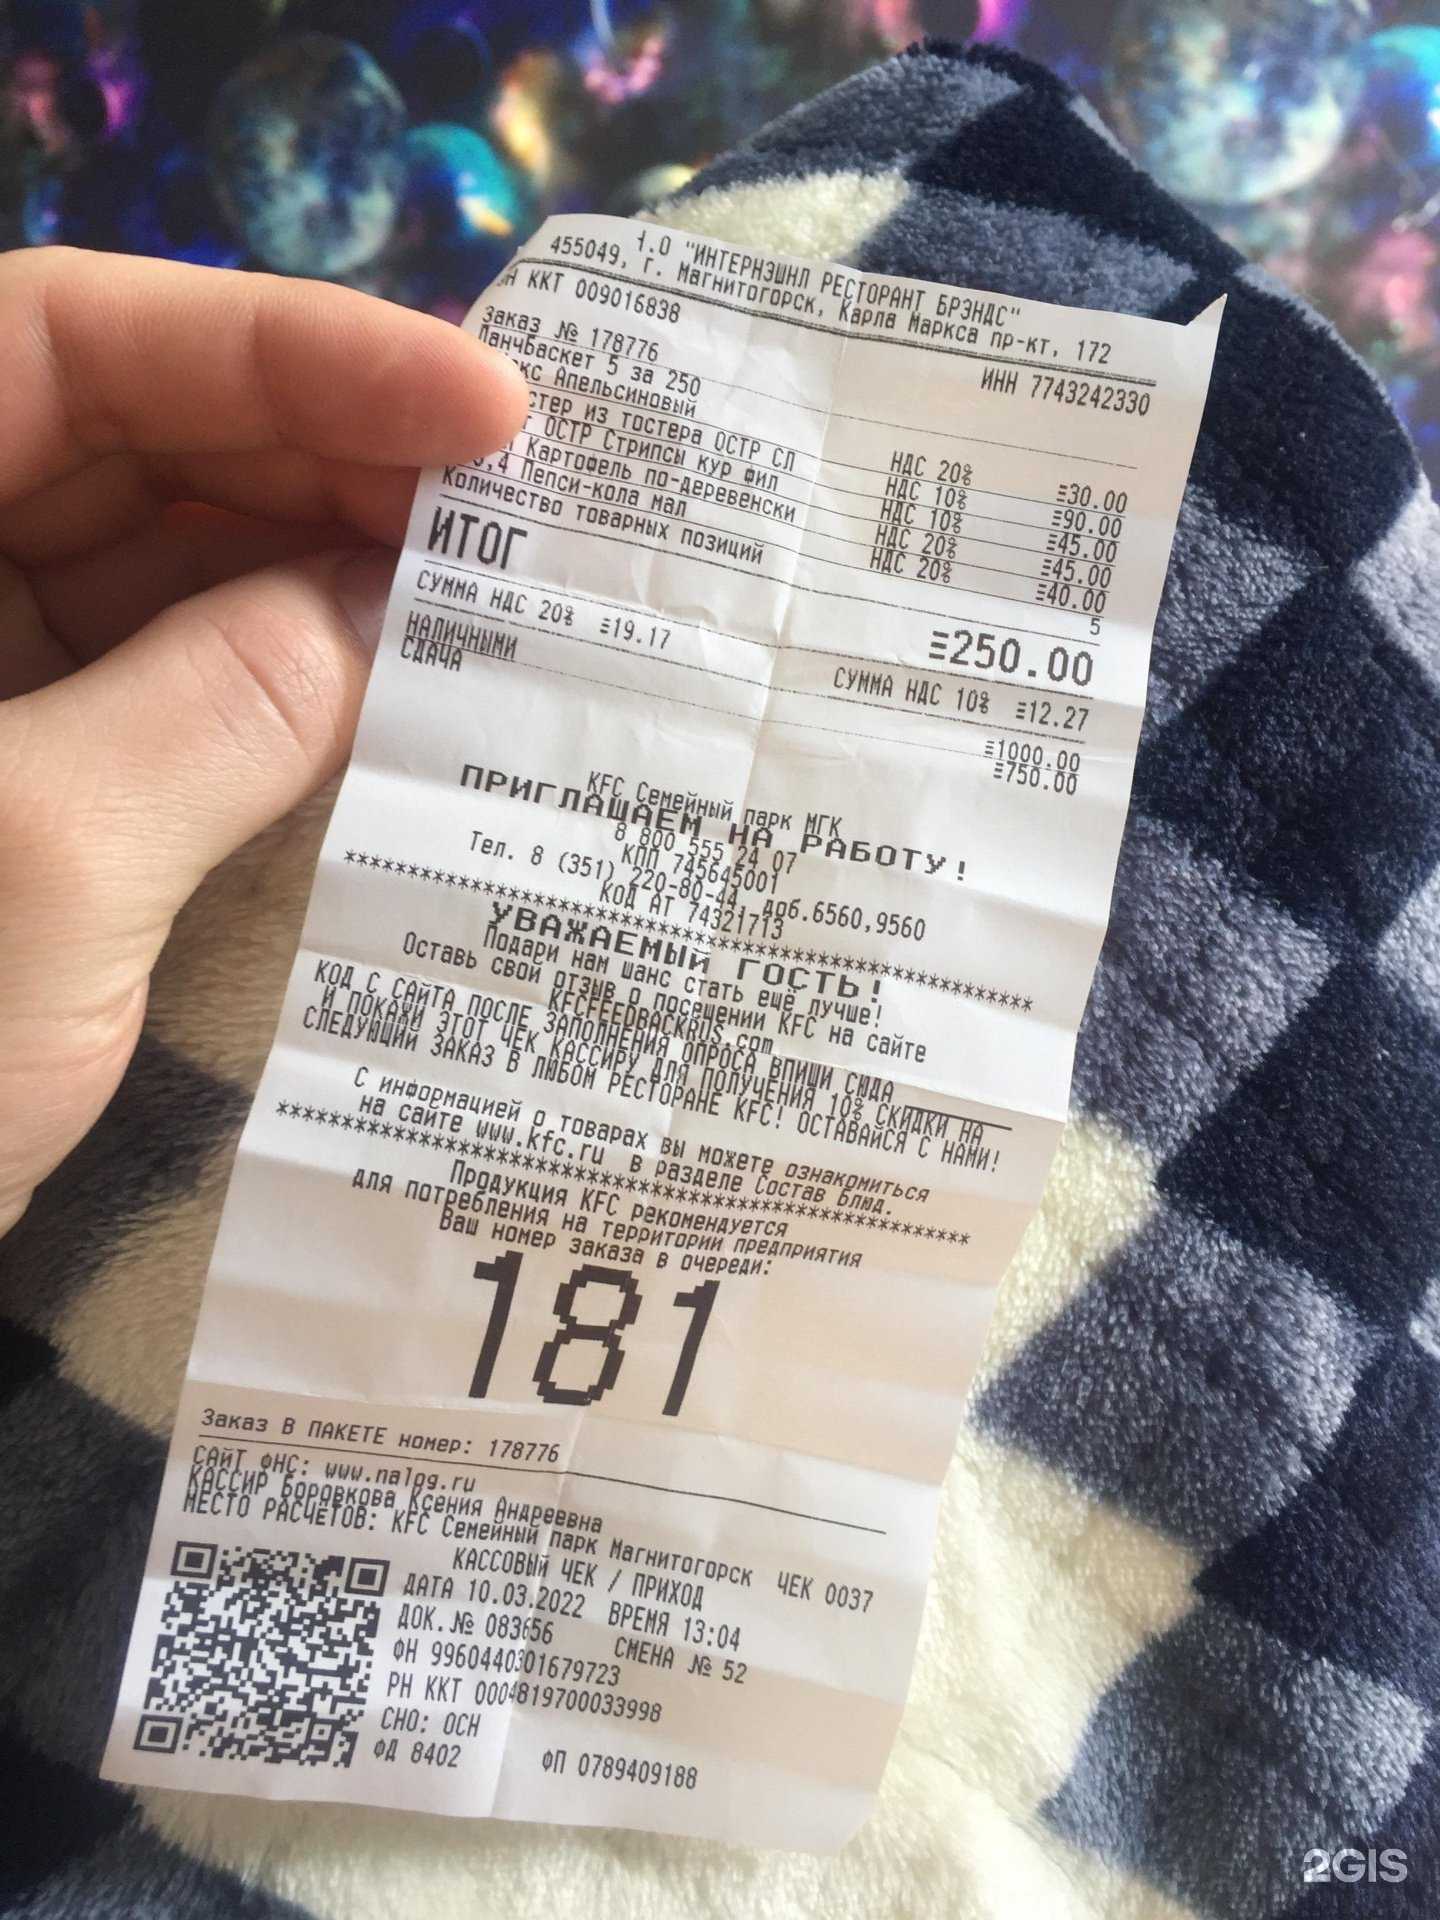 "ИНТЕРНЭШНЛ РЕСТОРАНТ БРЭНДС"
455049, г. Магнитогорск, Карла Маркса пр-кт, 172
ККТ 009016838 ИНН 7743242330
Заказ № 178776
ЛанчБаскет 5 за 250
Апельсиновый НДС 20% ≡30.00
из тостера ОСТР СЛ НДС 10% ≡90.00
ОСТР Стрипсы кур фил НДС 10% ≡45.00
Картофель по-деревенски НДС 20% ≡45.00
0,4 Пепси-кола мал НДС 20% ≡40.00
Количество товарных позиций 5
ИТОГ ≡250.00
СУММА НДС 20% ≡19.17 СУММА НДС 10% ≡12.27
НАЛИЧНЫМИ ≡1000.00
СДАЧА ≡750.00
KFC Семейный парк МГК
ПРИГЛАШАЕМ НА РАБОТУ!
8 800 555 24 07
КПП 745645001
Тел. 8 (351) 220-80-44, доб.6560,9560
КОД АТ 74321713
****************************************************
УВАЖАЕМЫЙ ГОСТЬ!
Подари нам шанс стать ещё лучше!
Оставь свой отзыв о посещении KFC на сайте
KFCFEEDBACKRUS.com
КОД С САЙТА ПОСЛЕ ЗАПОЛНЕНИЯ ОПРОСА ВПИШИ СЮДА
И ПОКАЖИ ЭТОТ ЧЕК КАССИРУ ДЛЯ ПОЛУЧЕНИЯ 10% СКИДКИ НА
СЛЕДУЮЩИЙ ЗАКАЗ В ЛЮБОМ РЕСТОРАНЕ KFC! ОСТАВАЙСЯ С НАМИ!
С информацией о товарах вы можете ознакомиться
на сайте www.kfc.ru в разделе Состав Блюд.
****************************************************
Продукция KFC рекомендуется
для потребления на территории предприятия
Ваш номер заказа в очереди:
181
Заказ В ПАКЕТЕ номер: 178776
САЙТ ФНС: www.nalog.ru
КАССИР Боровкова Ксения Андреевна
МЕСТО РАСЧЁТОВ: KFC Семейный парк Магнитогорск ЧЕК 0037
КАССОВЫЙ ЧЕК / ПРИХОД
ДАТА 10.03.2022 ВРЕМЯ 13:04
ДОК.№ 083656 СМЕНА № 52
ФН 9960440301679723
РН ККТ 0004819700033998
СНО: ОСН
ФД 8402 ФП 0789409188
2GIS